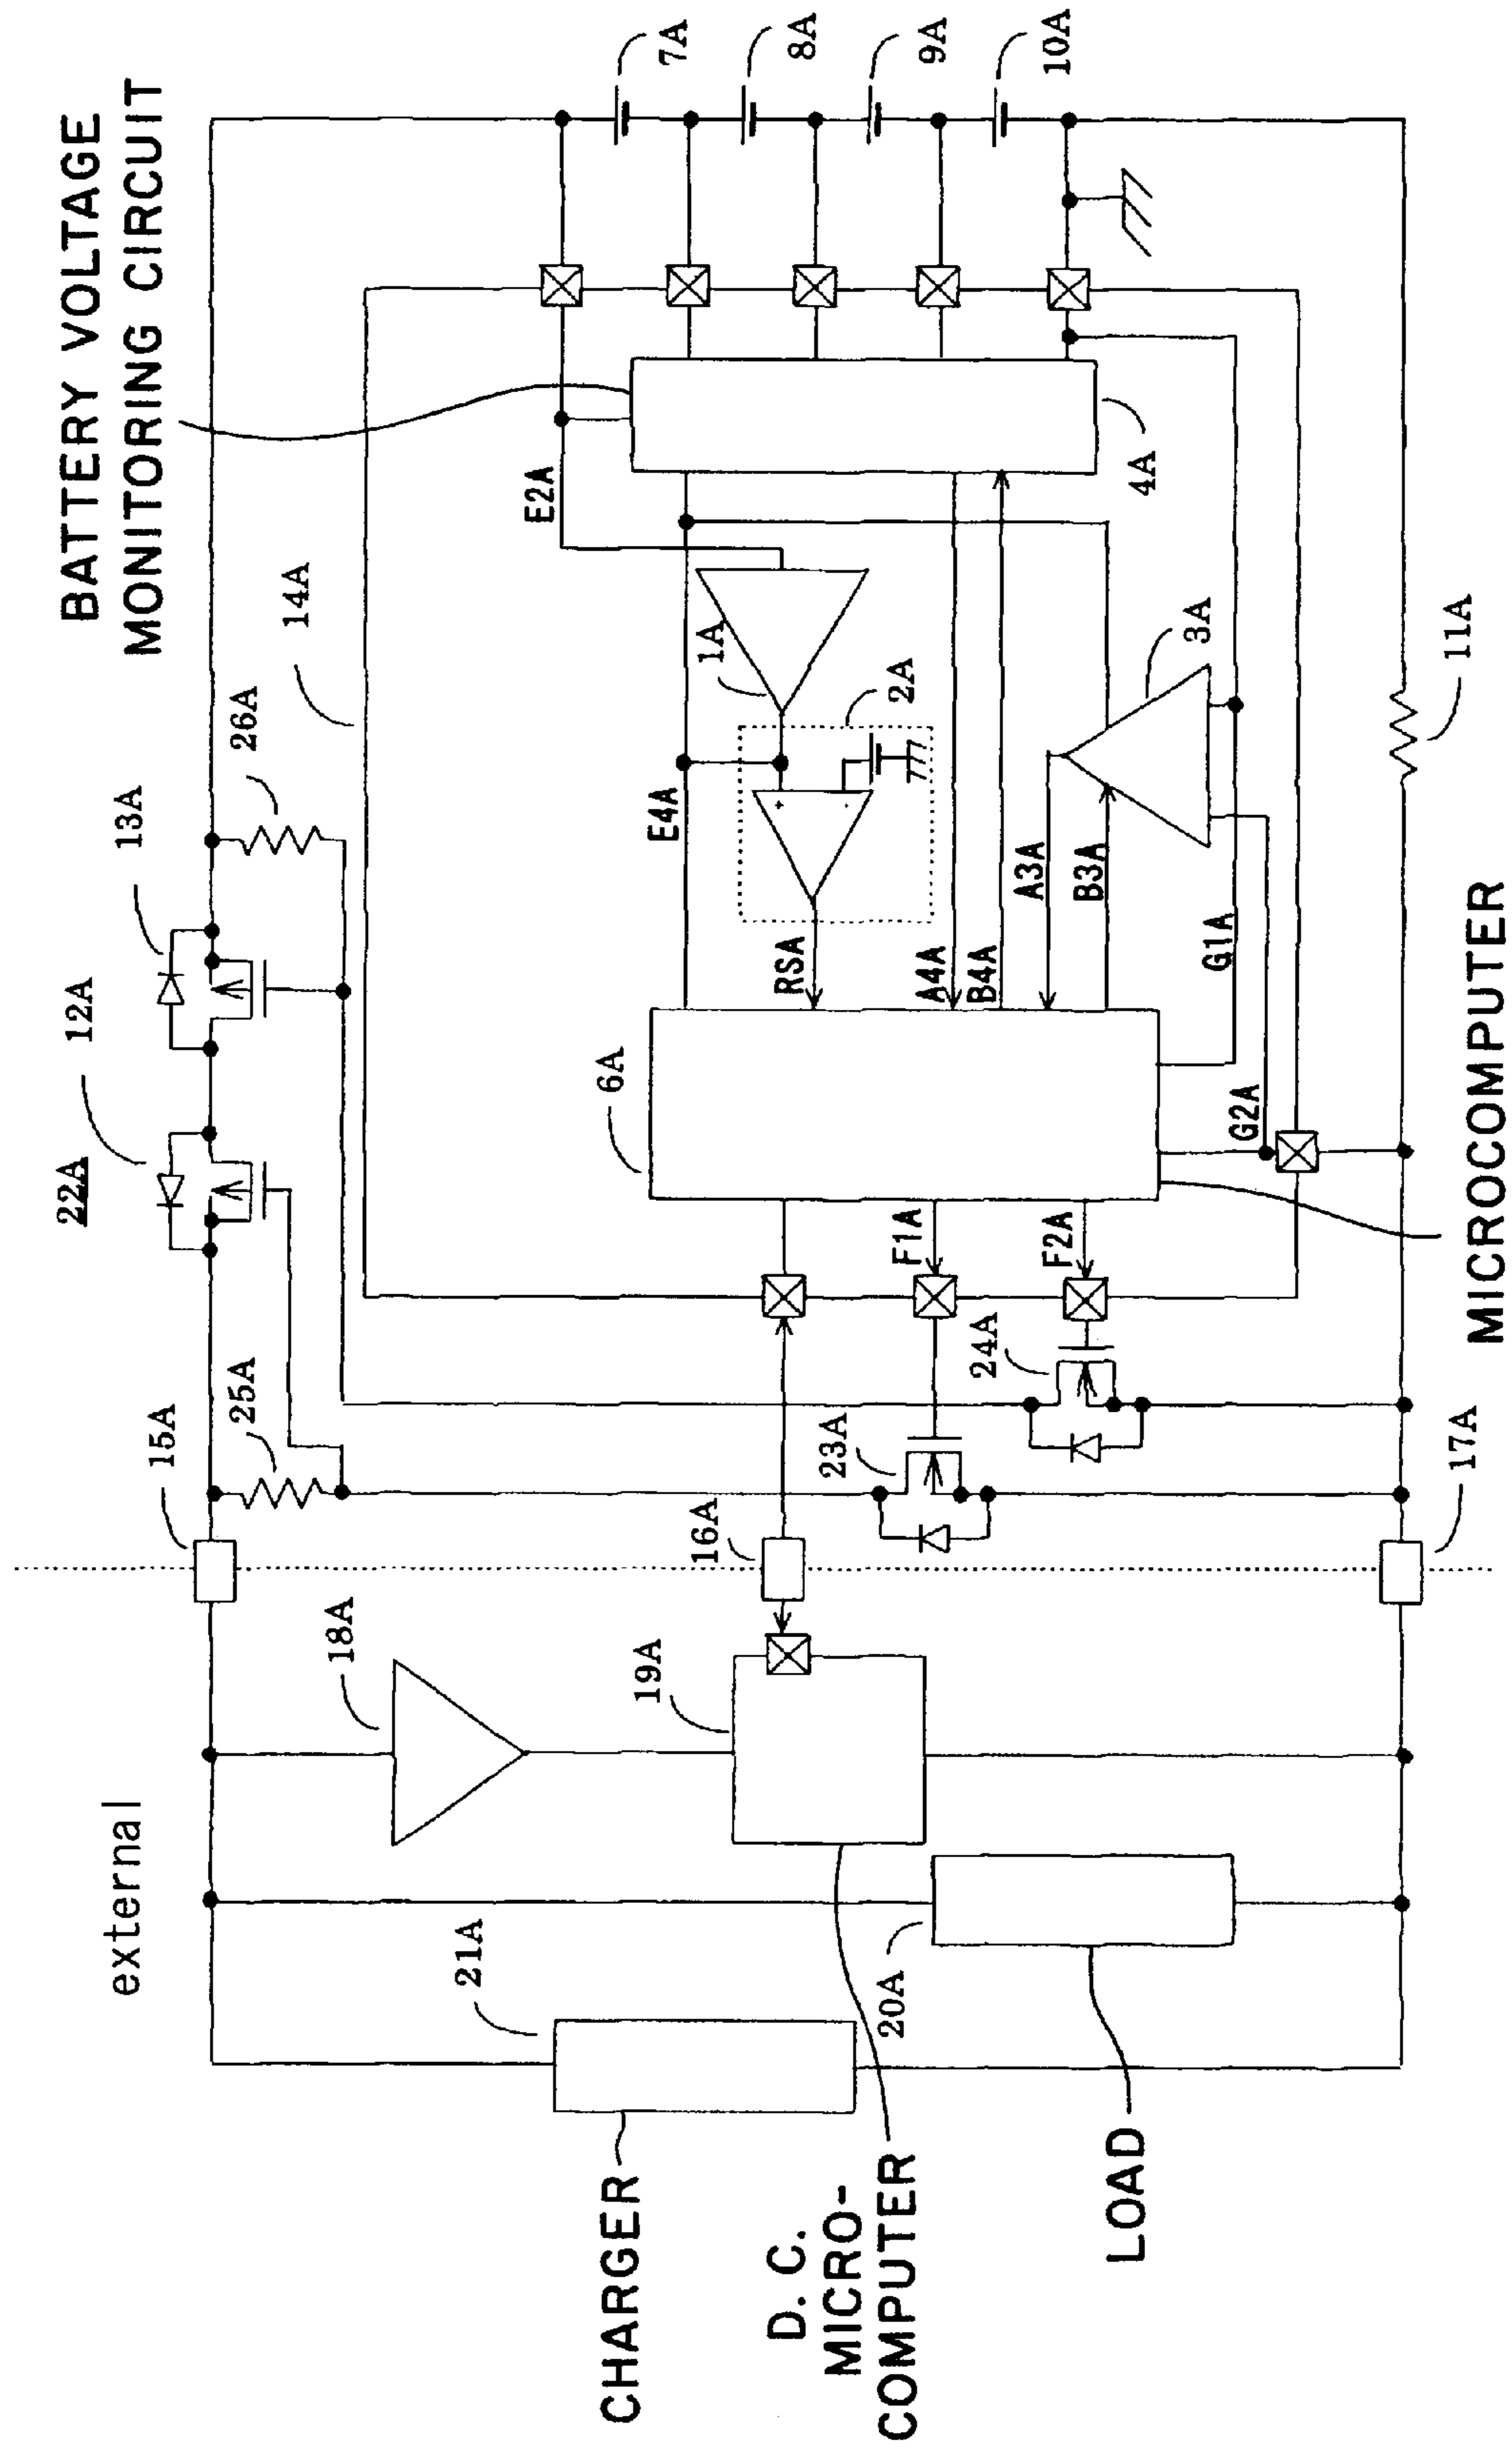 BATTERY VOLTAGE
MONITORING CIRCUIT
7A
8A
9A
10A
14A
E2A
4A
26A
13A
12A
22A
1A
2A
3A
11A
E4A
RSA
A4A
B4A
A3A
B3A
G1A
G2A
6A
F1A
F2A
MICROCOMPUTER
15A
25A
16A
23A
24A
17A
external
18A
19A
20A
21A
CHARGER
D. C.
MICRO-
COMPUTER
LOAD
+
-